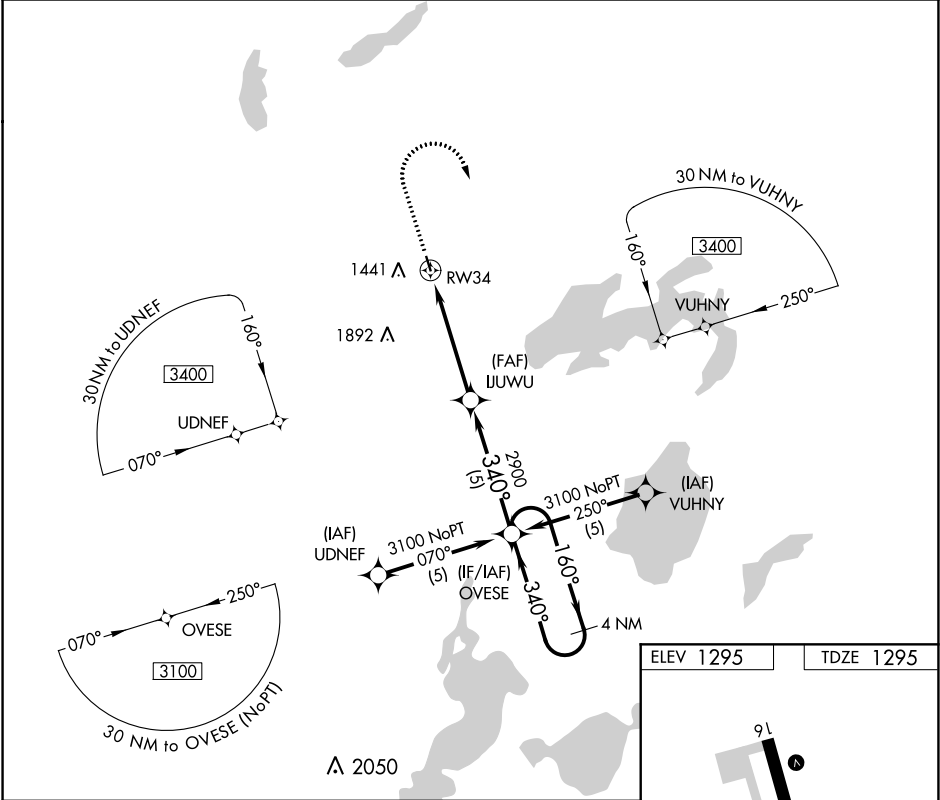 30 NM to VUHNY
3400
160°
250°
VUHNY
1441
RW34
1892
30 NM to UDNEF
3400
160°
UDNEF
070°
(FAF)
IJUWU
2900
340°
(5)
3100 NoPT
250°
(5)
(IAF)
VUHNY
(IAF)
UDNEF
3100 NoPT
070°
(5)
(IF/IAF)
OVESE
160°
340°
4 NM
070°
250°
OVESE
3100
30 NM to OVESE (NoPT)
2050
ELEV 1295
TDZE 1295
16
V